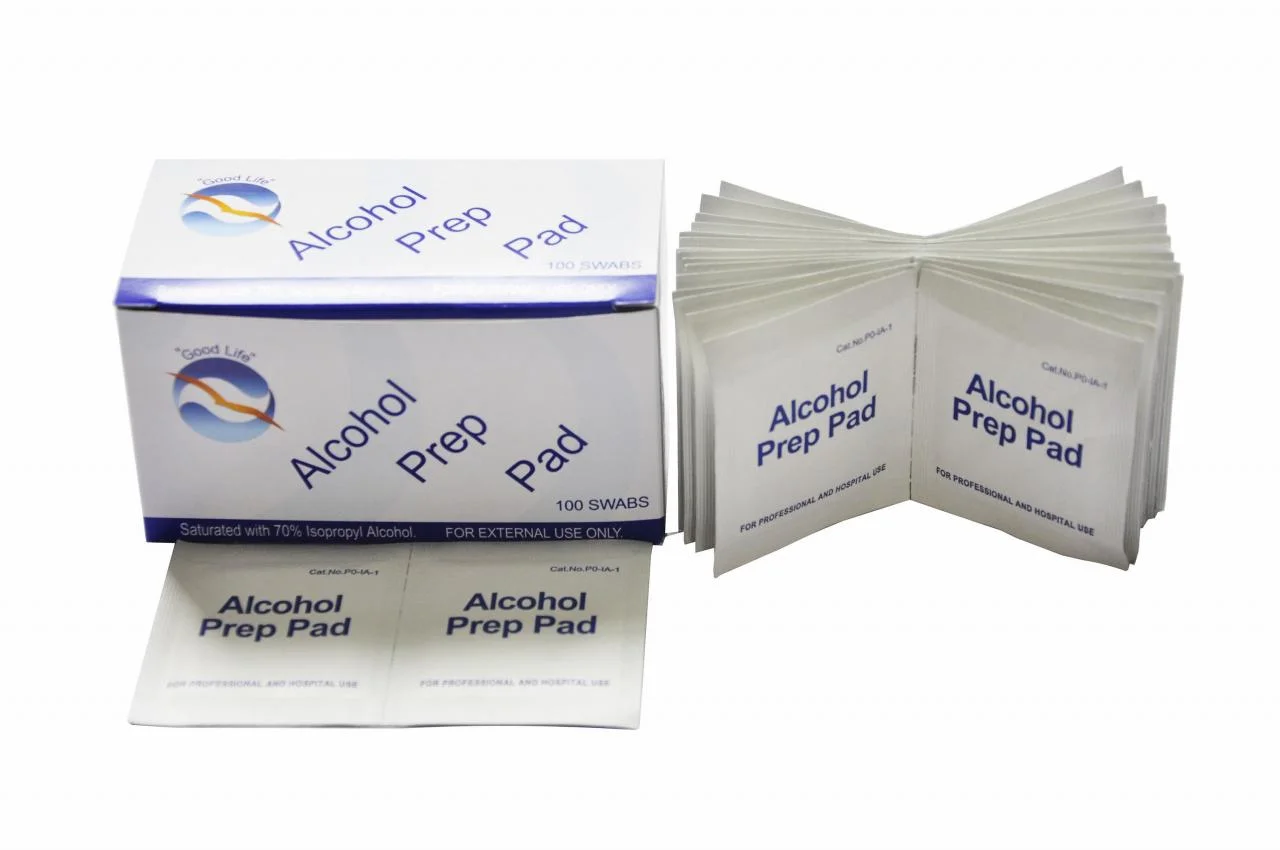 "Good Life"
Alcohol
Prep
Pad
100 SWABS
"Good Life"
Alcohol
Prep
Pad
100 SWABS
Saturated with 70% Isopropyl Alcohol. FOR EXTERNAL USE ONLY.
Cat.No.P0-IA-1
Alcohol
Prep Pad
FOR PROFESSIONAL AND HOSPITAL USE
Cat.No.P0-IA-1
Alcohol
Prep Pad
FOR PROFESSIONAL AND HOSPITAL USE
Cat.No.P0-IA-1
Alcohol
Prep Pad
FOR PROFESSIONAL AND HOSPITAL USE
Cat.No.P0-IA-1
Alcohol
Prep Pad
FOR PROFESSIONAL AND HOSPITAL USE